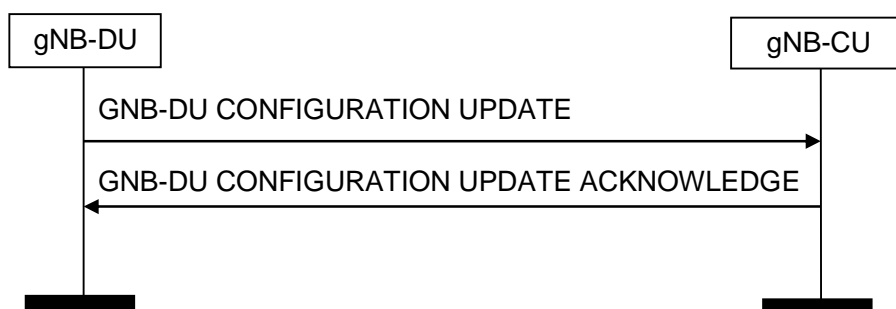 gNB-DU
gNB-CU
GNB-DU CONFIGURATION UPDATE
GNB-DU CONFIGURATION UPDATE ACKNOWLEDGE